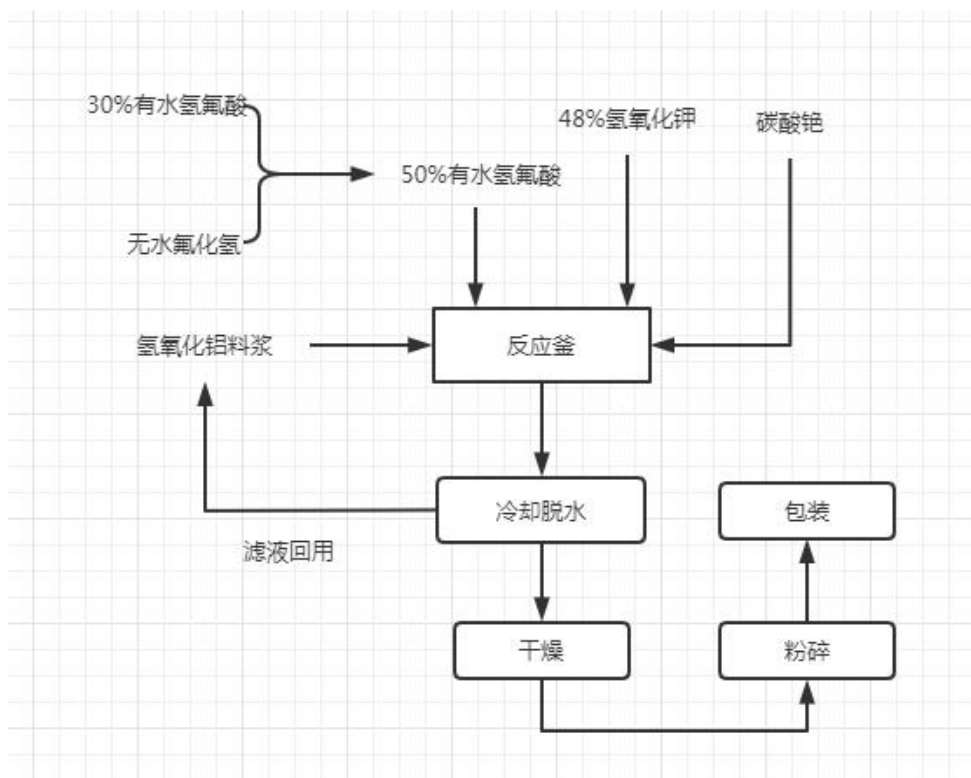 30%有水氢氟酸
48%氢氧化钾
碳酸铯
50%有水氢氟酸
无水氟化氢
氢氧化铝料浆
反应釜
冷却脱水
包装
滤液回用
干燥
粉碎